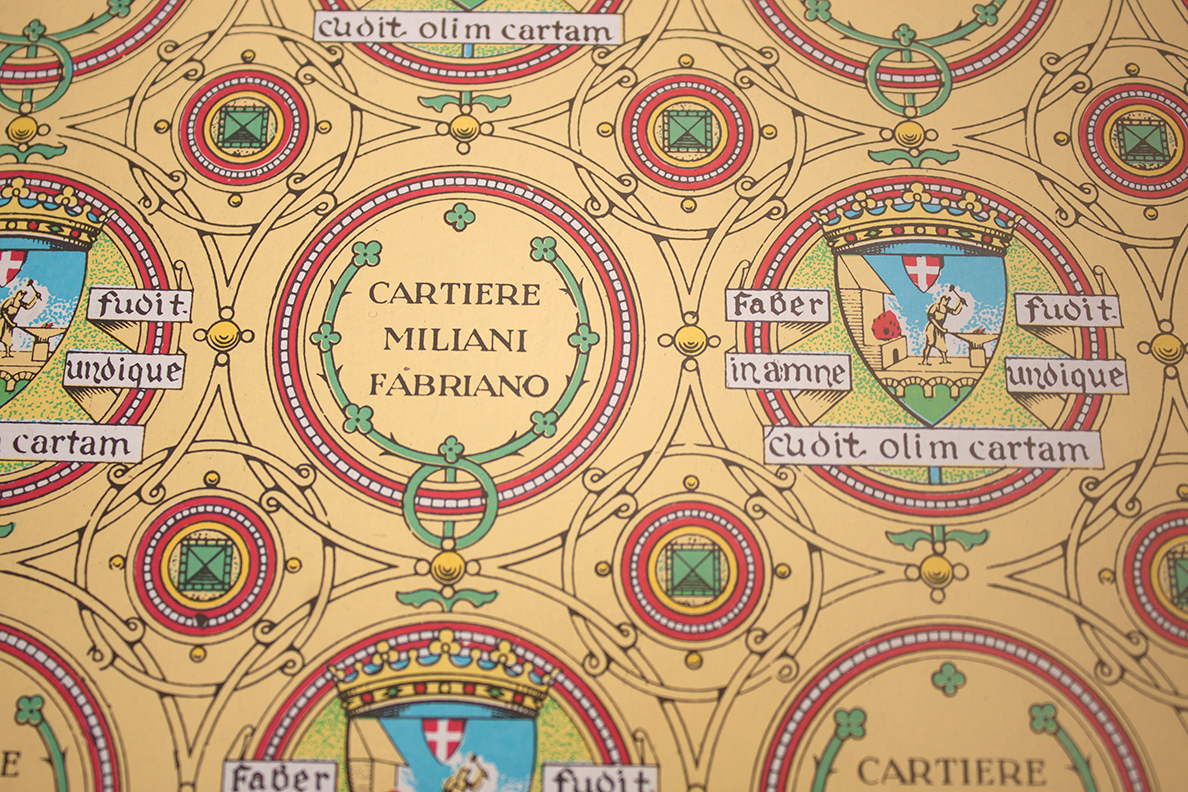 cudit olim cartam
fudit.
undique
cartam
CARTIERE
MILIANI
FABRIANO
Faber
fudit.
in amne
undique
cudit olim cartam
E
Faber
fudit
CARTIERE